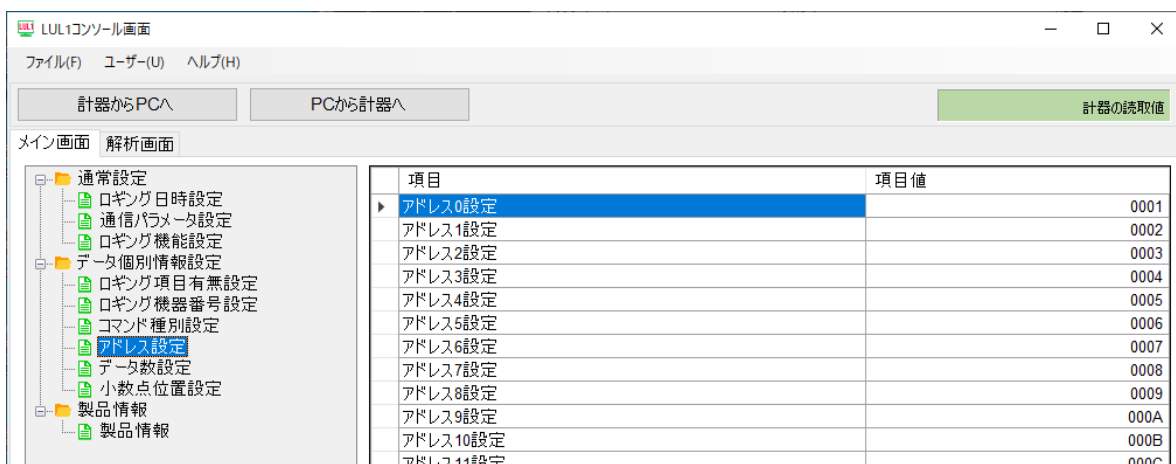 LUL1コンソール画面
ファイル(F) ユーザー(U) ヘルプ(H)
計器からPCへ PCから計器へ 計器の読取値
メイン画面 解析画面
通常設定
ロギング日時設定
通信パラメータ設定
ロギング機能設定
データ個別情報設定
ロギング項目有無設定
ロギング機器番号設定
コマンド種別設定
アドレス設定
データ数設定
小数点位置設定
製品情報
製品情報
項目 項目値
アドレス0設定 0001
アドレス1設定 0002
アドレス2設定 0003
アドレス3設定 0004
アドレス4設定 0005
アドレス5設定 0006
アドレス6設定 0007
アドレス7設定 0008
アドレス8設定 0009
アドレス9設定 000A
アドレス10設定 000B
アドレス11設定 000C